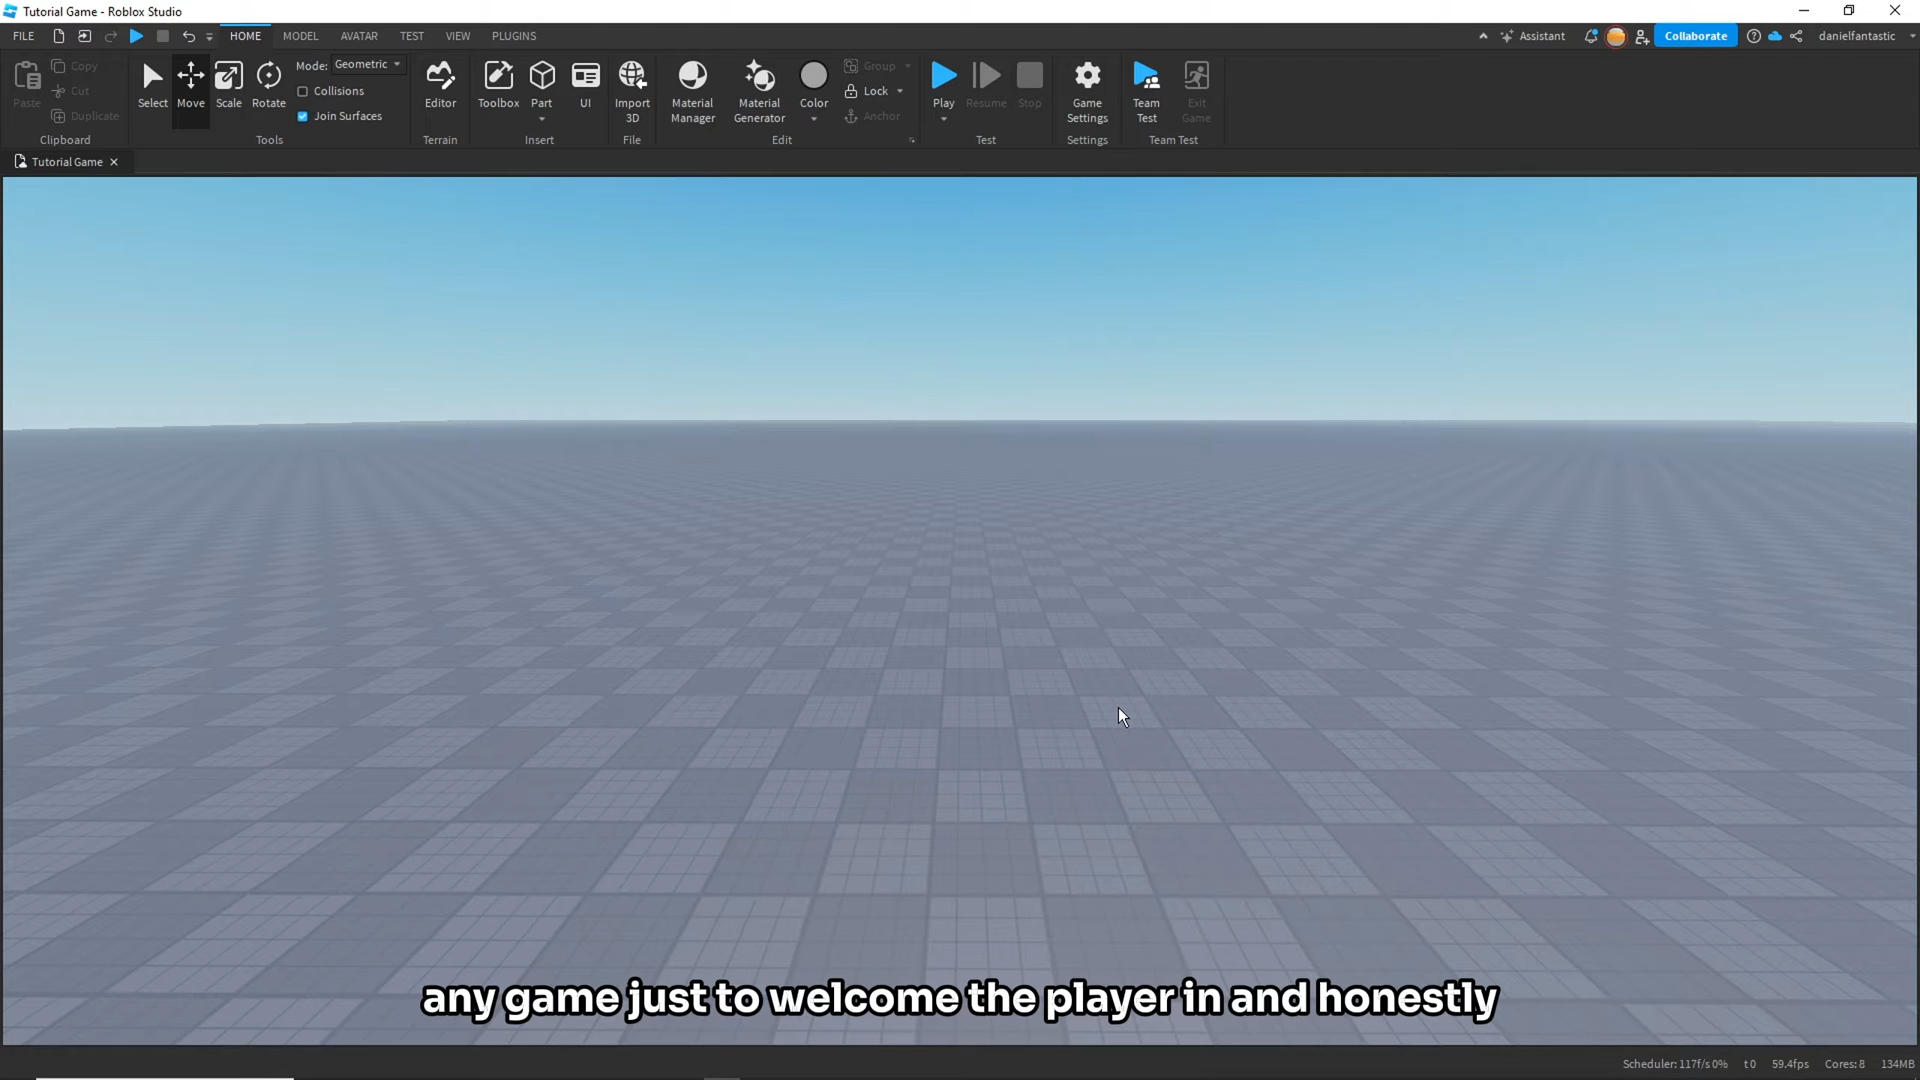 Tutorial Game - Roblox Studio
FILE HOME MODEL AVATAR TEST VIEW PLUGINS Assistant Collaborate danielfantastic
Paste
Copy
Cut
Duplicate
Clipboard
Select Move Scale Rotate
Mode: Geometric
Collisions
Join Surfaces
Tools
Editor
Terrain
Toolbox Part UI
Insert
Import
3D
File
Material
Manager
Material
Generator
Color
Group
Lock
Anchor
Edit
Play Resume Stop
Test
Game
Settings
Settings
Team
Test
Exit
Game
Team Test
Tutorial Game
any game just to welcome the player in and honestly
Scheduler: 117f/s 0% t 0 59.4fps Cores: 8 134MB